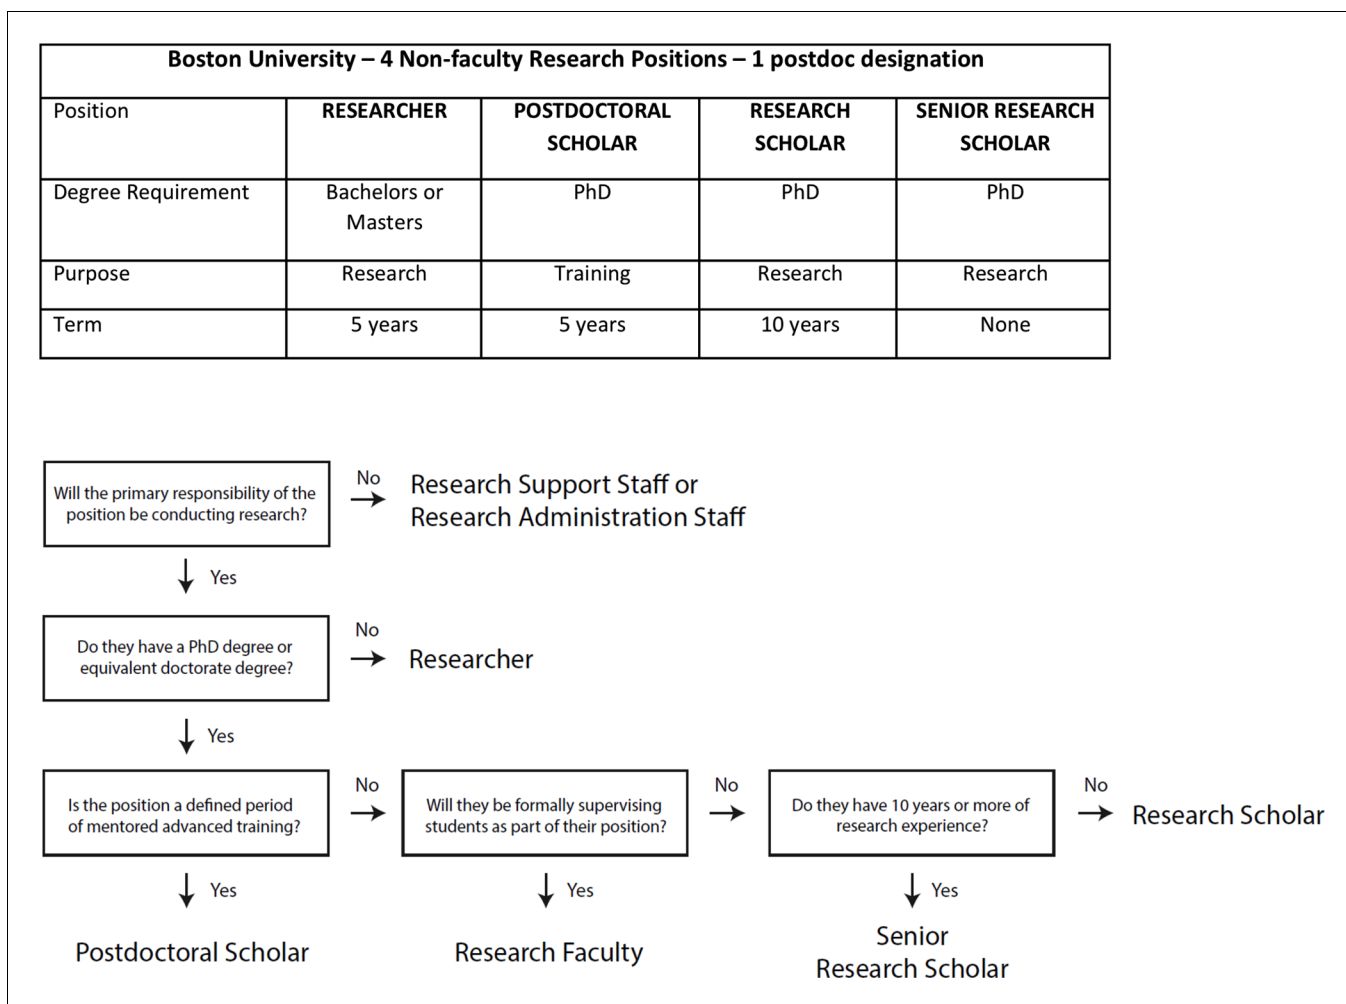 Boston University – 4 Non-faculty Research Positions – 1 postdoc designation
Position
RESEARCHER
POSTDOCTORAL
SCHOLAR
RESEARCH
SCHOLAR
SENIOR RESEARCH
SCHOLAR
Degree Requirement
Bachelors or
Masters
PhD
PhD
PhD
Purpose
Research
Training
Research
Research
Term
5 years
5 years
10 years
None
Will the primary responsibility of the
position be conducting research?
No
Research Support Staff or
Research Administration Staff
Yes
Do they have a PhD degree or
equivalent doctorate degree?
No
Researcher
Yes
Is the position a defined period
of mentored advanced training?
No
Will they be formally supervising
students as part of their position?
No
Do they have 10 years or more of
research experience?
No
Research Scholar
Yes
Yes
Yes
Postdoctoral Scholar
Research Faculty
Senior
Research Scholar